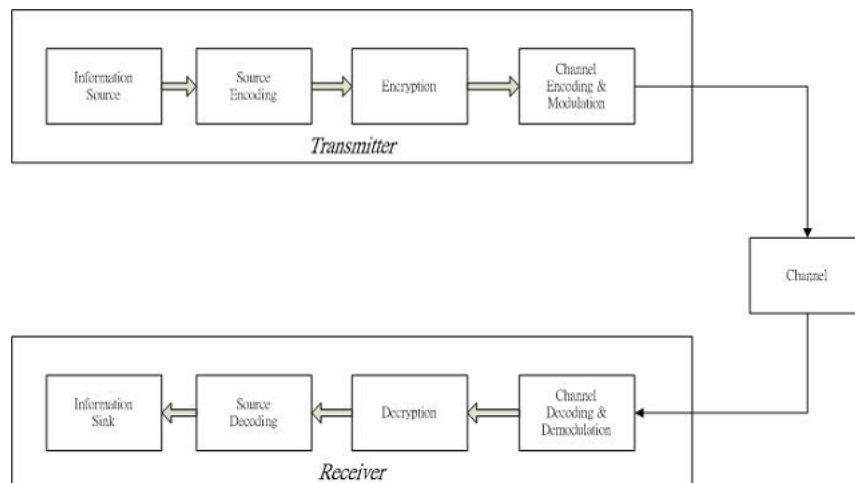 Information
Source
Source
Encoding
Encryption
Channel
Encoding &
Modulation
Transmitter
Channel
Information
Sink
Source
Decoding
Decryption
Channel
Decoding &
Demodulation
Receiver